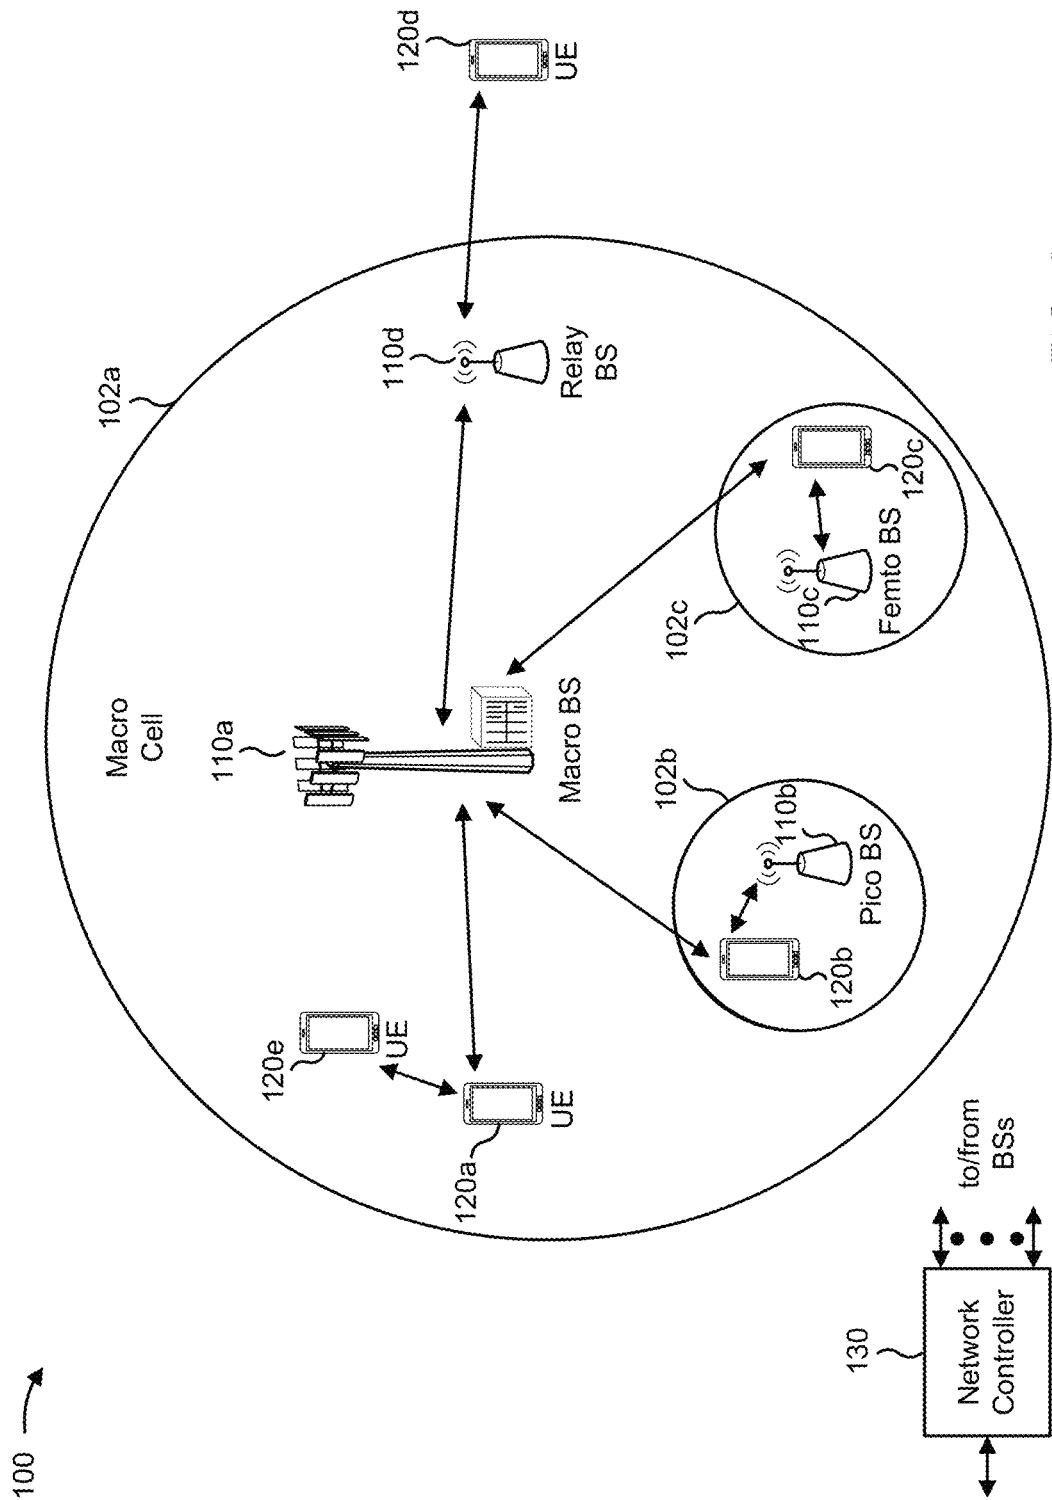 100
102a
Macro
Cell
110a
120d
UE
110d
Relay
BS
120e
UE
120a
UE
Macro BS
102b
110b
Pico BS
120b
102c
110c
Femto BS
120c
130
Network
Controller
to/from
BSs